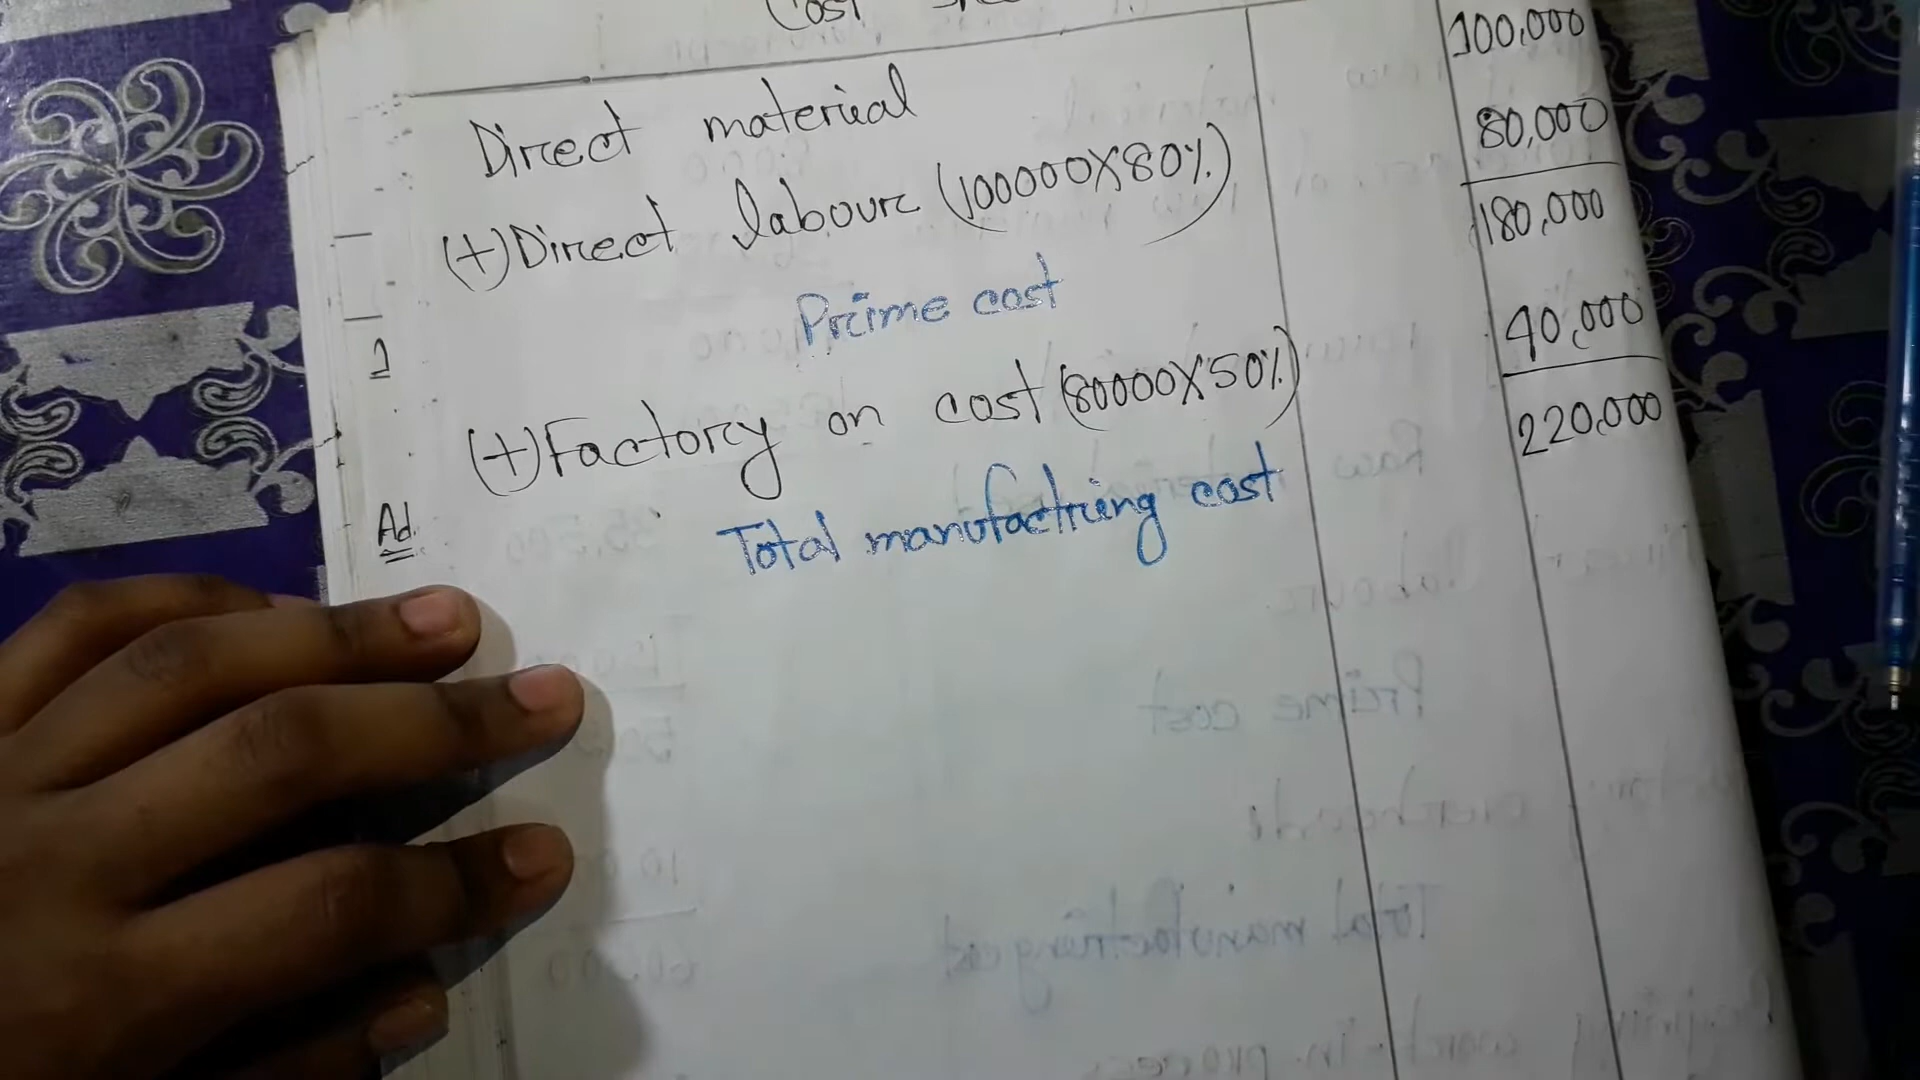 Cost
Direct material 100,000
(+) Direct labour (100000X80%) 80,000
Prime cost 180,000
(+) Factory on cost (80000X50%) 40,000
Total manufactring cost 220,000
1
Ad.